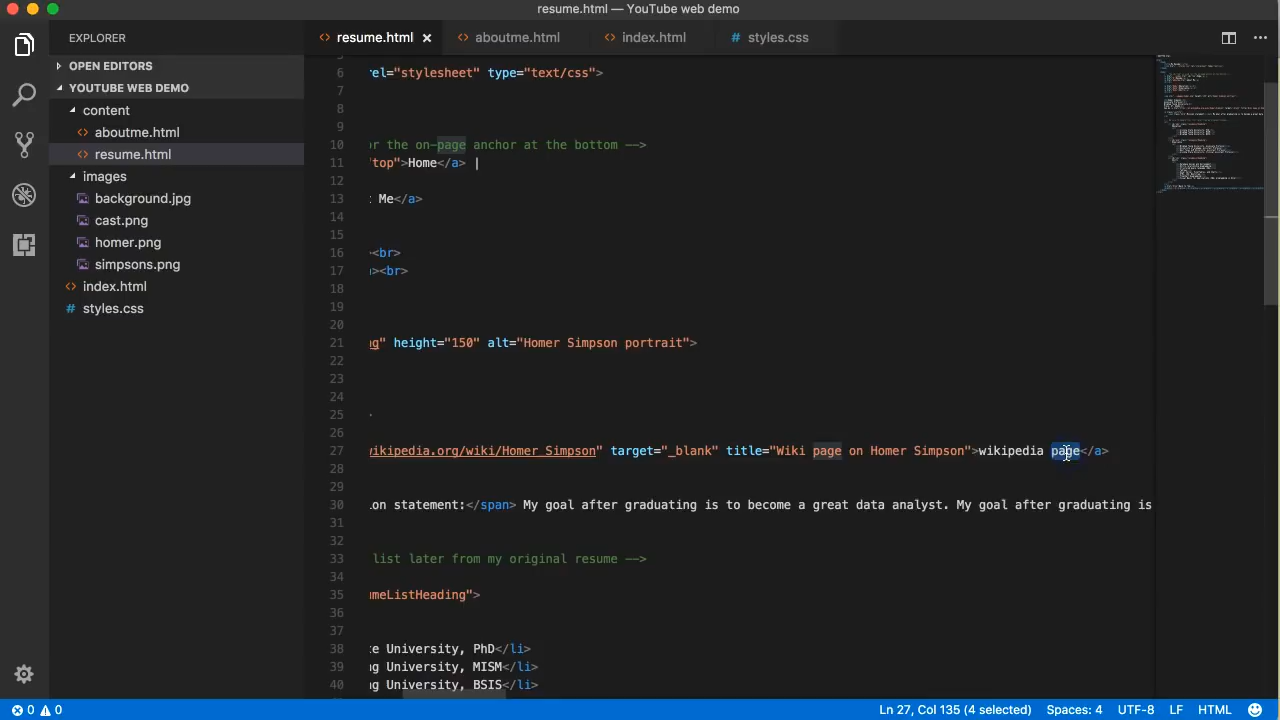 resume.html — YouTube web demo
EXPLORER
OPEN EDITORS
YOUTUBE WEB DEMO
content
aboutme.html
resume.html
images
background.jpg
cast.png
homer.png
simpsons.png
index.html
styles.css
resume.html aboutme.html index.html # styles.css
6 rel="stylesheet" type="text/css">
7
8
9
10 or the on-page anchor at the bottom -->
11 "top">Home</a> |
12
13 : Me</a>
14
15
16 <br>
17 ><br>
18
19
20
21 ng" height="150" alt="Homer Simpson portrait">
22
23
24
25 .
26
27 wikipedia.org/wiki/Homer_Simpson" target="_blank" title="Wiki page on Homer Simpson">wikipedia page</a>
28
29
30 on statement:</span> My goal after graduating is to become a great data analyst. My goal after graduating is
31
32
33 list later from my original resume -->
34
35 umeListHeading">
36
37
38 te University, PhD</li>
39 ng University, MISM</li>
40 ng University, BSIS</li>
0 0 Ln 27, Col 135 (4 selected) Spaces: 4 UTF-8 LF HTML